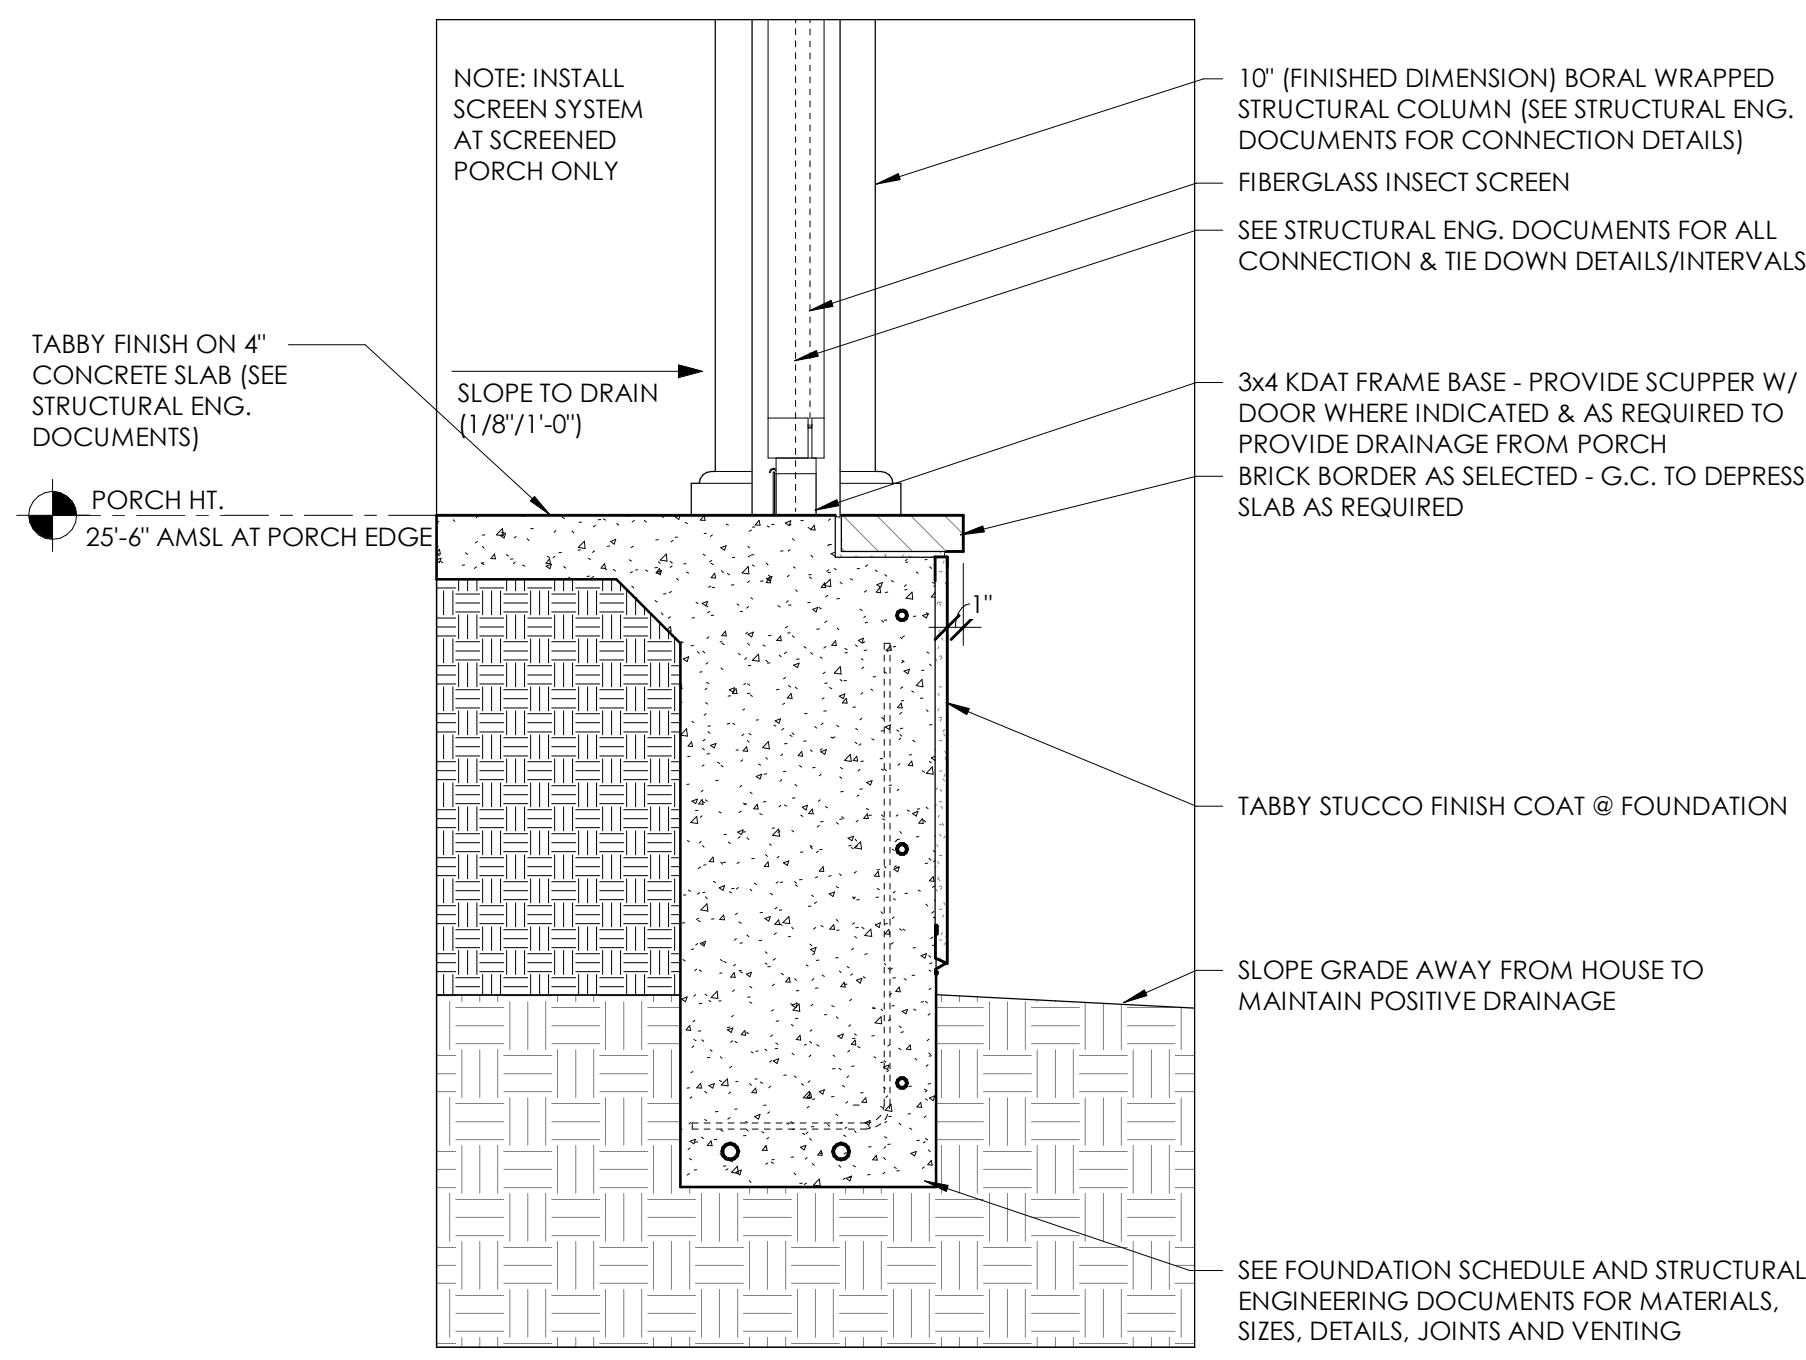 NOTE: INSTALL
SCREEN SYSTEM
AT SCREENED
PORCH ONLY
10" (FINISHED DIMENSION) BORAL WRAPPED
STRUCTURAL COLUMN (SEE STRUCTURAL ENG.
DOCUMENTS FOR CONNECTION DETAILS)
FIBERGLASS INSECT SCREEN
SEE STRUCTURAL ENG. DOCUMENTS FOR ALL
CONNECTION & TIE DOWN DETAILS/INTERVALS
TABBY FINISH ON 4"
CONCRETE SLAB (SEE
STRUCTURAL ENG.
DOCUMENTS)
SLOPE TO DRAIN
(1/8"/1'-0")
3x4 KDAT FRAME BASE - PROVIDE SCUPPER W/
DOOR WHERE INDICATED & AS REQUIRED TO
PROVIDE DRAINAGE FROM PORCH
BRICK BORDER AS SELECTED - G.C. TO DEPRESS
SLAB AS REQUIRED
PORCH HT.
25'-6" AMSL AT PORCH EDGE
1"
TABBY STUCCO FINISH COAT @ FOUNDATION
SLOPE GRADE AWAY FROM HOUSE TO
MAINTAIN POSITIVE DRAINAGE
SEE FOUNDATION SCHEDULE AND STRUCTURAL
ENGINEERING DOCUMENTS FOR MATERIALS,
SIZES, DETAILS, JOINTS AND VENTING